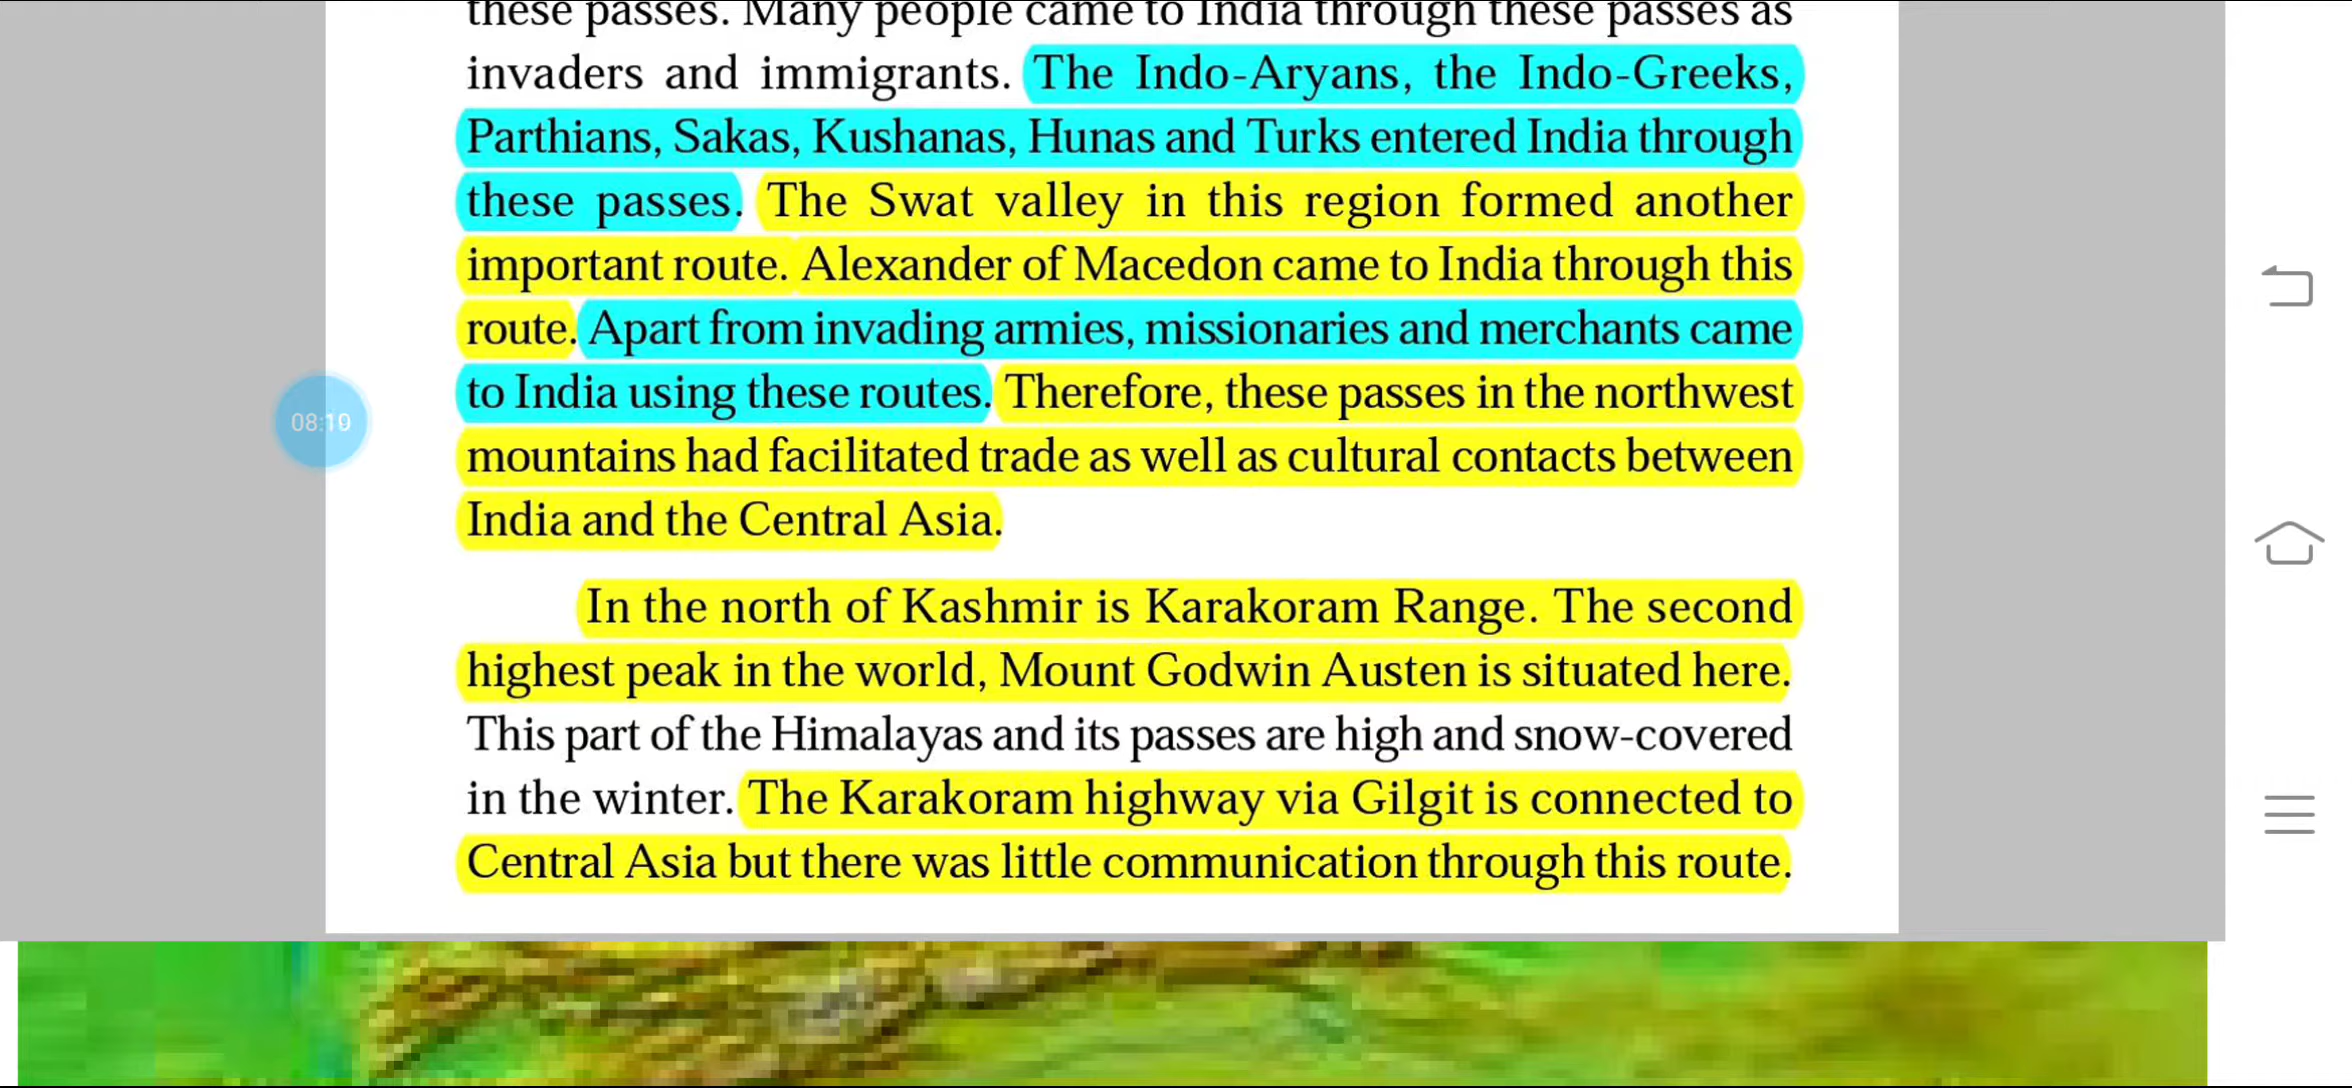 these passes. Many people came to India through these passes as
invaders and immigrants. The Indo-Aryans, the Indo-Greeks,
Parthians, Sakas, Kushanas, Hunas and Turks entered India through
these passes. The Swat valley in this region formed another
important route. Alexander of Macedon came to India through this
route. Apart from invading armies, missionaries and merchants came
to India using these routes. Therefore, these passes in the northwest
mountains had facilitated trade as well as cultural contacts between
India and the Central Asia.
In the north of Kashmir is Karakoram Range. The second
highest peak in the world, Mount Godwin Austen is situated here.
This part of the Himalayas and its passes are high and snow-covered
in the winter. The Karakoram highway via Gilgit is connected to
Central Asia but there was little communication through this route.
08:19